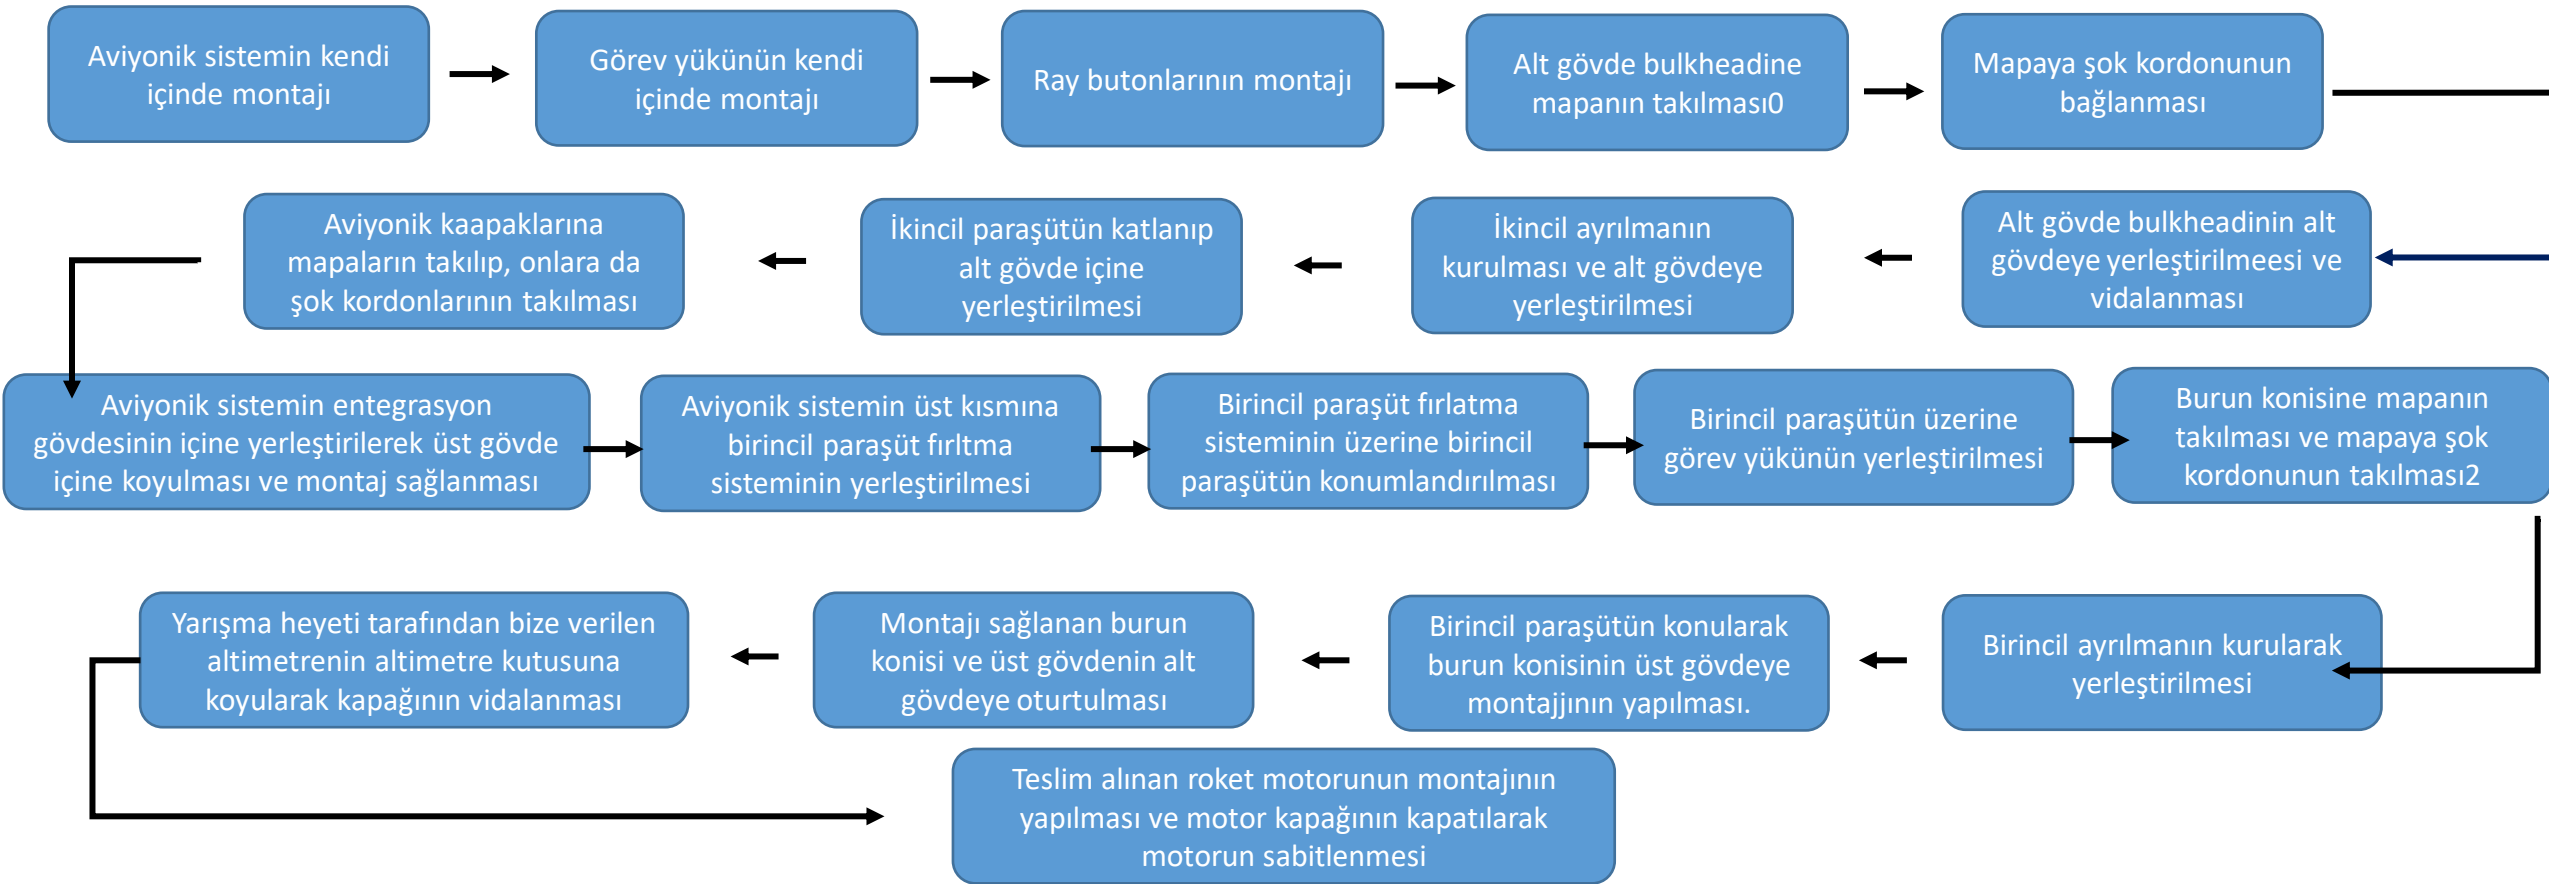 Aviyonik sistemin kendi
içinde montajı
Görev yükünün kendi
içinde montajı
Ray butonlarının montajı
Alt gövde bulkheadine
mapanın takılması0
Mapaya şok kordonunun
bağlanması
Alt gövde bulkheadinin alt
gövdeye yerleştirilmeesi ve
vidalanması
İkincil ayrılmanın
kurulması ve alt gövdeye
yerleştirilmesi
İkincil paraşütün katlanıp
alt gövde içine
yerleştirilmesi
Aviyonik kaapaklarına
mapaların takılıp, onlara da
şok kordonlarının takılması
Aviyonik sistemin entegrasyon
gövdesinin içine yerleştirilerek üst gövde
içine koyulması ve montaj sağlanması
Aviyonik sistemin üst kısmına
birincil paraşüt fırltma
sisteminin yerleştirilmesi
Birincil paraşüt fırlatma
sisteminin üzerine birincil
paraşütün konumlandırılması
Birincil paraşütün üzerine
görev yükünün yerleştirilmesi
Burun konisine mapanın
takılması ve mapaya şok
kordonunun takılması2
Birincil ayrılmanın kurularak
yerleştirilmesi
Birincil paraşütün konularak
burun konisinin üst gövdeye
montajjının yapılması.
Montajı sağlanan burun
konisi ve üst gövdenin alt
gövdeye oturtulması
Yarışma heyeti tarafından bize verilen
altimetrenin altimetre kutusuna
koyularak kapağının vidalanması
Teslim alınan roket motorunun montajının
yapılması ve motor kapağının kapatılarak
motorun sabitlenmesi